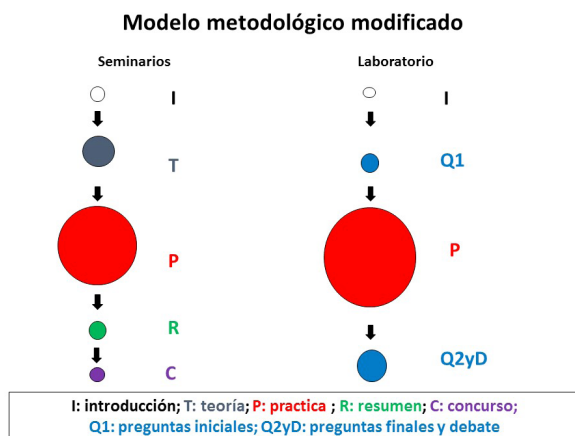 Modelo metodológico modificado
Seminarios
Laboratorio
I
I
T
Q1
P
P
R
Q2yD
C
I: introducción; T: teoría; P: practica ; R: resumen; C: concurso;
Q1: preguntas iniciales; Q2yD: preguntas finales y debate